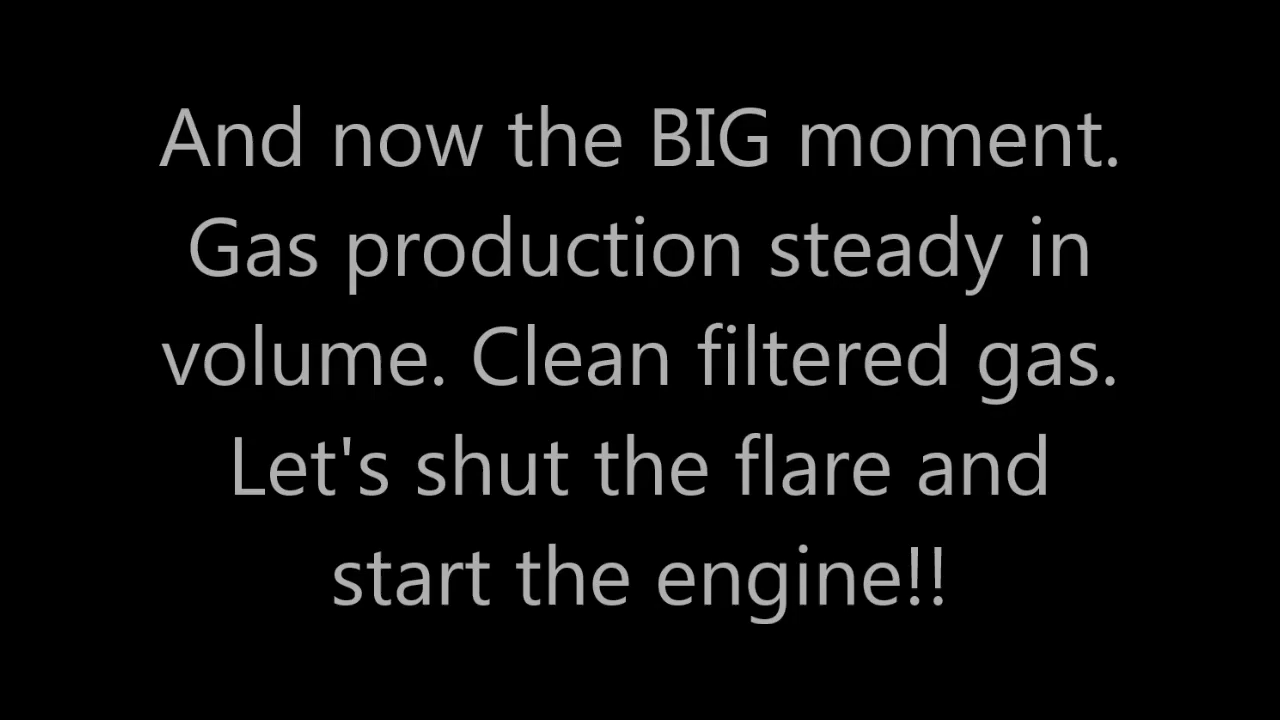 And now the BIG moment.
Gas production steady in
volume. Clean filtered gas.
Let's shut the flare and
start the engine!!